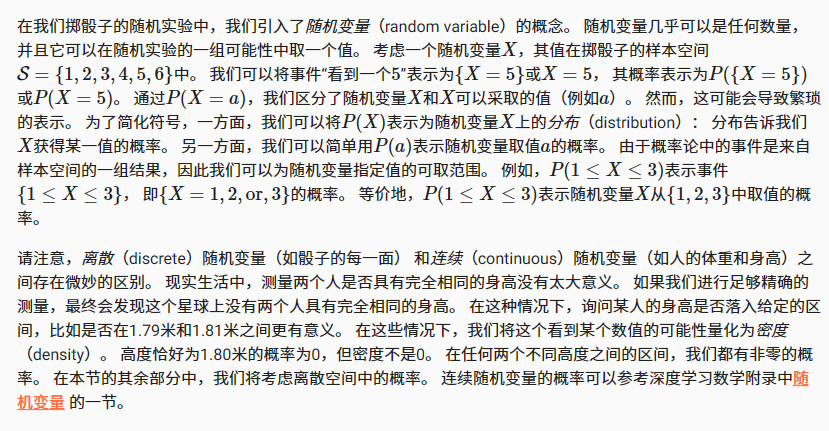 在我们掷骰子的随机实验中，我们引入了随机变量（random variable）的概念。 随机变量几乎可以是任何数量，
并且它可以在随机实验的一组可能性中取一个值。 考虑一个随机变量X，其值在掷骰子的样本空间
S = {1, 2, 3, 4, 5, 6}中。 我们可以将事件“看到一个5”表示为{X = 5}或X = 5， 其概率表示为P({X = 5})
或P(X = 5)。 通过P(X = a)，我们区分了随机变量X和X可以采取的值（例如a）。 然而，这可能会导致繁琐
的表示。 为了简化符号，一方面，我们可以将P(X)表示为随机变量X上的分布（distribution）： 分布告诉我们
X获得某一值的概率。 另一方面，我们可以简单用P(a)表示随机变量取值a的概率。 由于概率论中的事件是来自
样本空间的一组结果，因此我们可以为随机变量指定值的可取范围。 例如，P(1 ≤ X ≤ 3)表示事件
{1 ≤ X ≤ 3}， 即{X = 1, 2, or, 3}的概率。 等价地，P(1 ≤ X ≤ 3)表示随机变量X从{1, 2, 3}中取值的概
率。
请注意，离散（discrete）随机变量（如骰子的每一面） 和连续（continuous）随机变量（如人的体重和身高）之
间存在微妙的区别。 现实生活中，测量两个人是否具有完全相同的身高没有太大意义。 如果我们进行足够精确的
测量，最终会发现这个星球上没有两个人具有完全相同的身高。 在这种情况下，询问某人的身高是否落入给定的区
间，比如是否在1.79米和1.81米之间更有意义。 在这些情况下，我们将这个看到某个数值的可能性量化为密度
（density）。 高度恰好为1.80米的概率为0，但密度不是0。 在任何两个不同高度之间的区间，我们都有非零的概
率。 在本节的其余部分中，我们将考虑离散空间中的概率。 连续随机变量的概率可以参考深度学习数学附录中随
机变量 的一节。